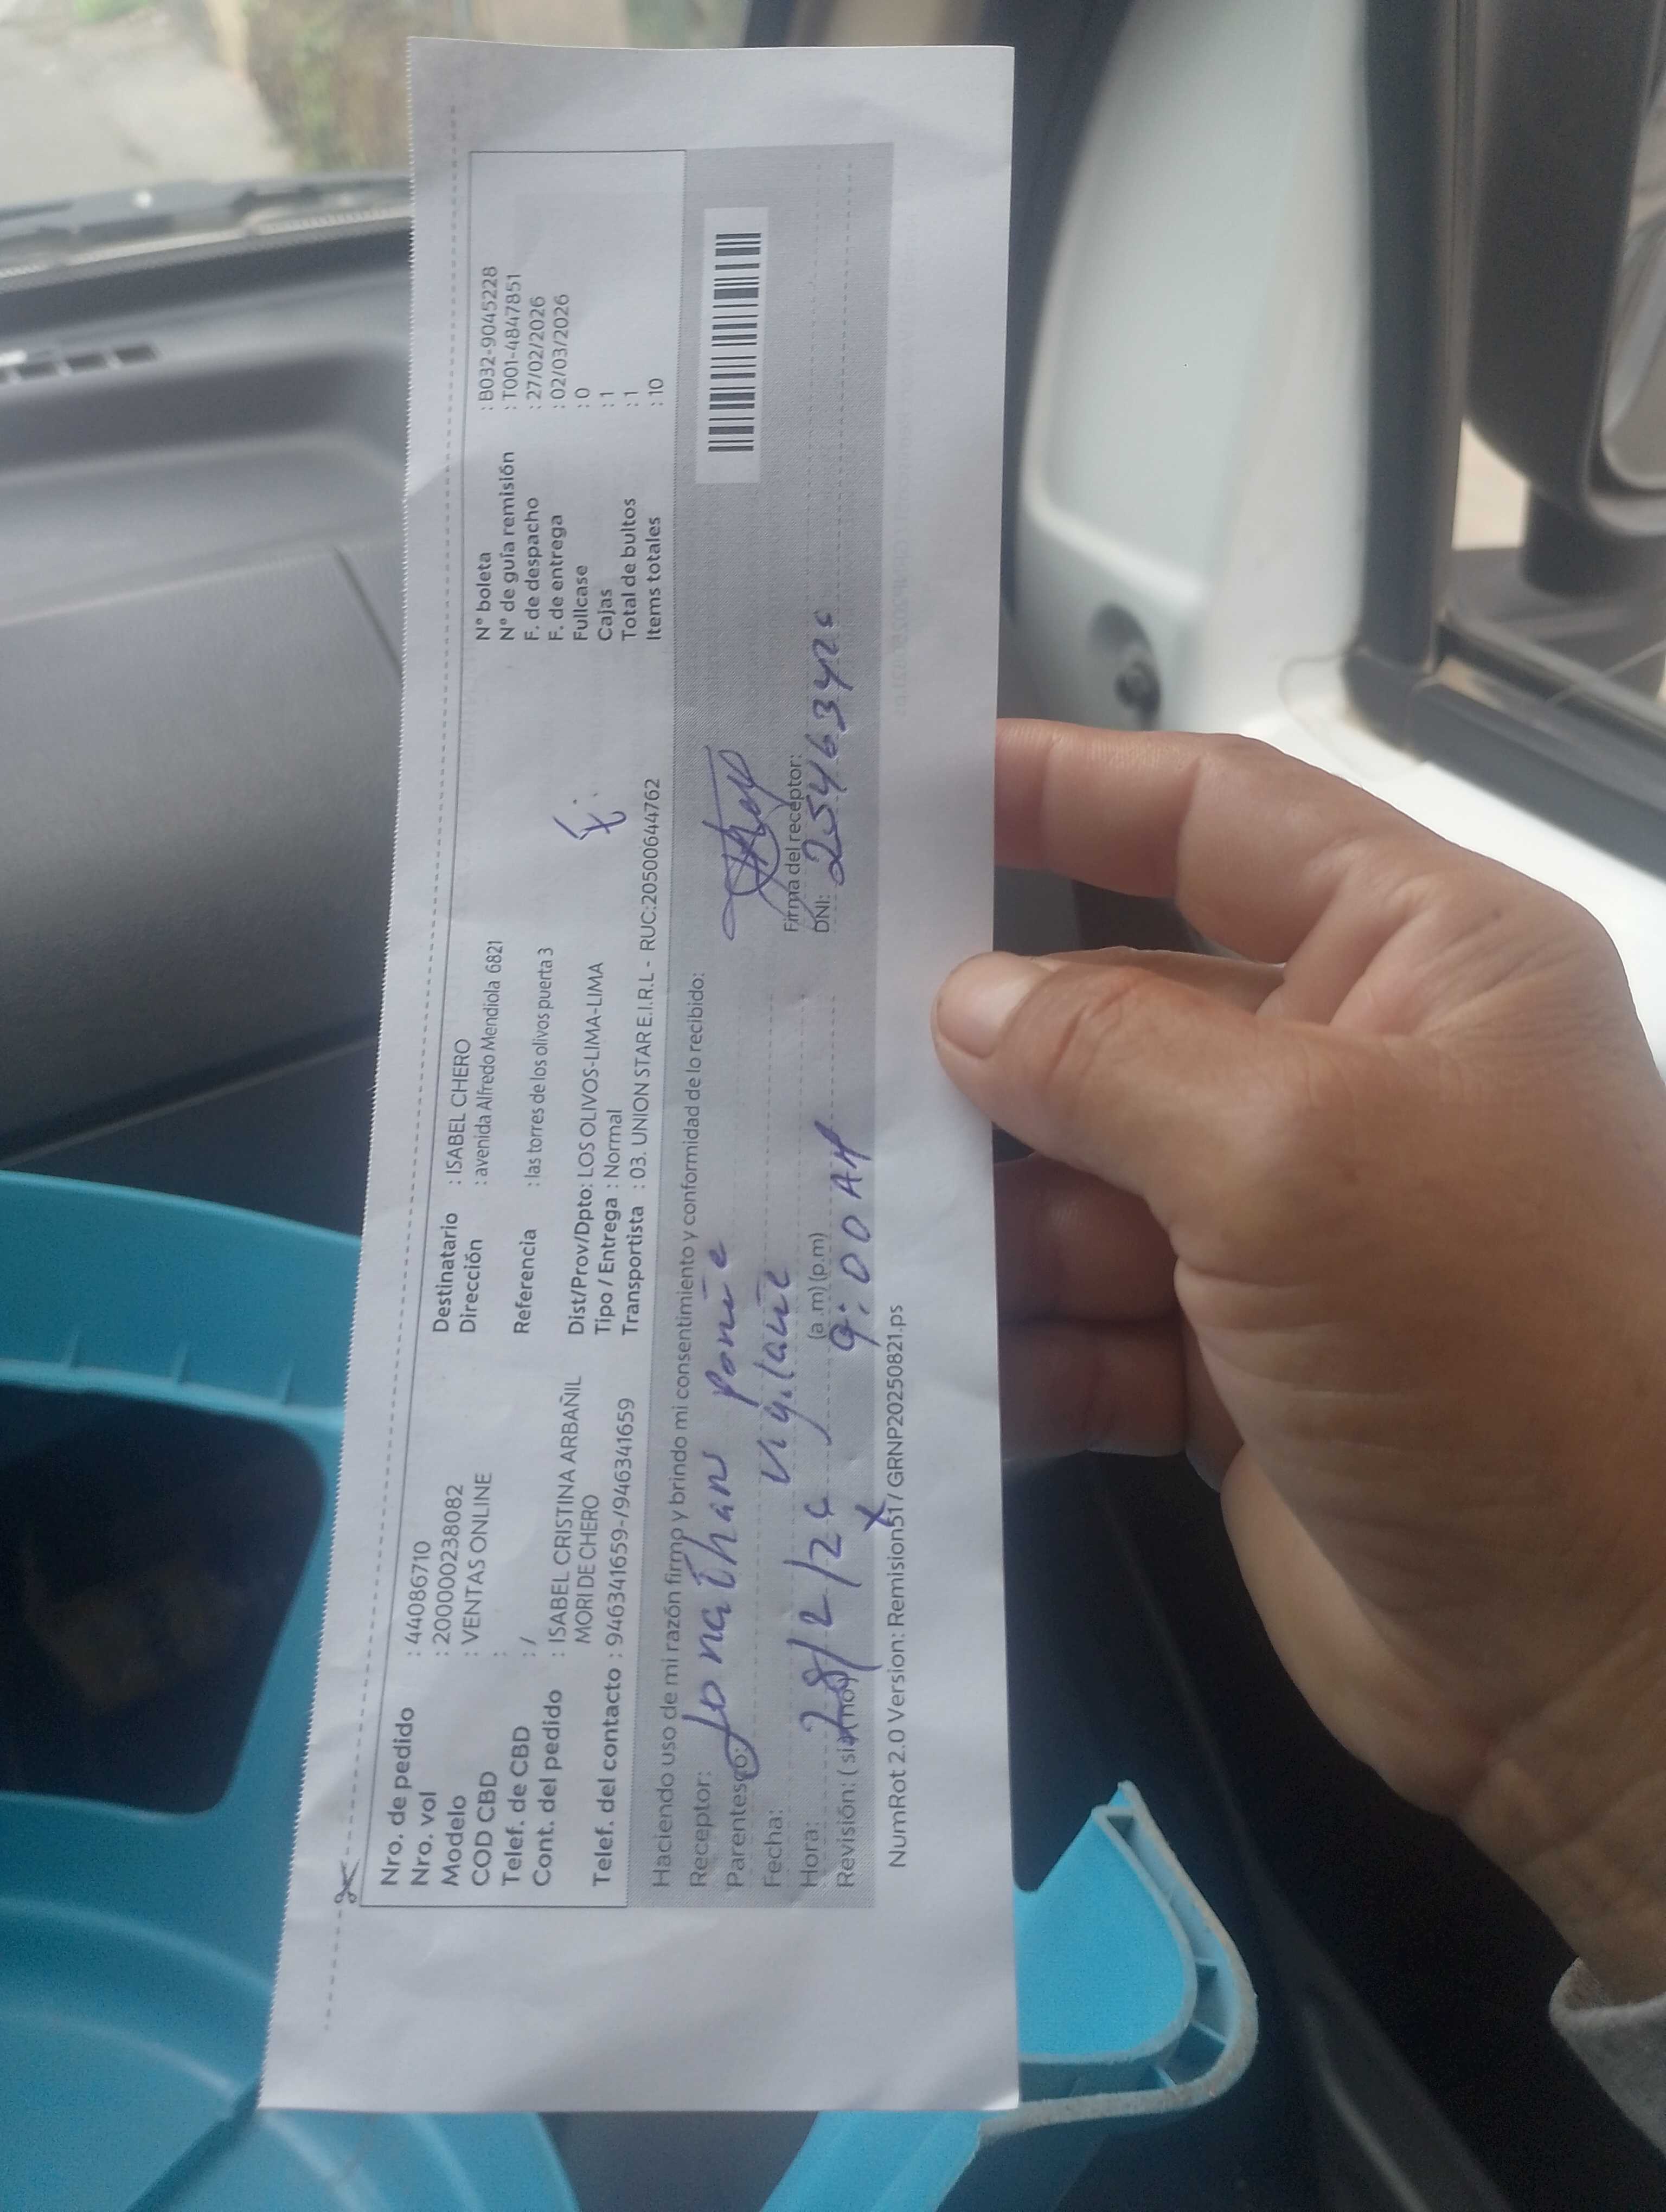 Nro. de pedido : 44086710
Nro. vol : 200000238082
Modelo : VENTAS ONLINE
COD CBD :
Telef. de CBD : /
Cont. del pedido : ISABEL CRISTINA ARBAÑIL
MORI DE CHERO
Telef. del contacto : 946341659-/946341659
Destinatario : ISABEL CHERO
Dirección : avenida Alfredo Mendiola 6821
Referencia : las torres de los olivos puerta 3
Dist/Prov/Dpto: LOS OLIVOS-LIMA-LIMA
Tipo / Entrega : Normal
Transportista : 03. UNION STAR E.I.R.L - RUC:20500644762
N° boleta : B032-9045228
N° de guía remisión : T001-4847851
F. de despacho : 27/02/2026
F. de entrega : 02/03/2026
Fullcase : 0
Cajas : 1
Total de bultos : 1
Items totales : 10
Haciendo uso de mi razón firmo y brindo mi consentimiento y conformidad de lo recibido:
Receptor: Jonathan
Parentesco: Vigilante
Fecha: 28/2/26
Hora: 9:00 AM (a.m) (p.m)
Revisión: ( si
Firma del receptor:
DNI: 25463426
NumRot 2.0 Version: Remision51 / GRNP20250821.ps